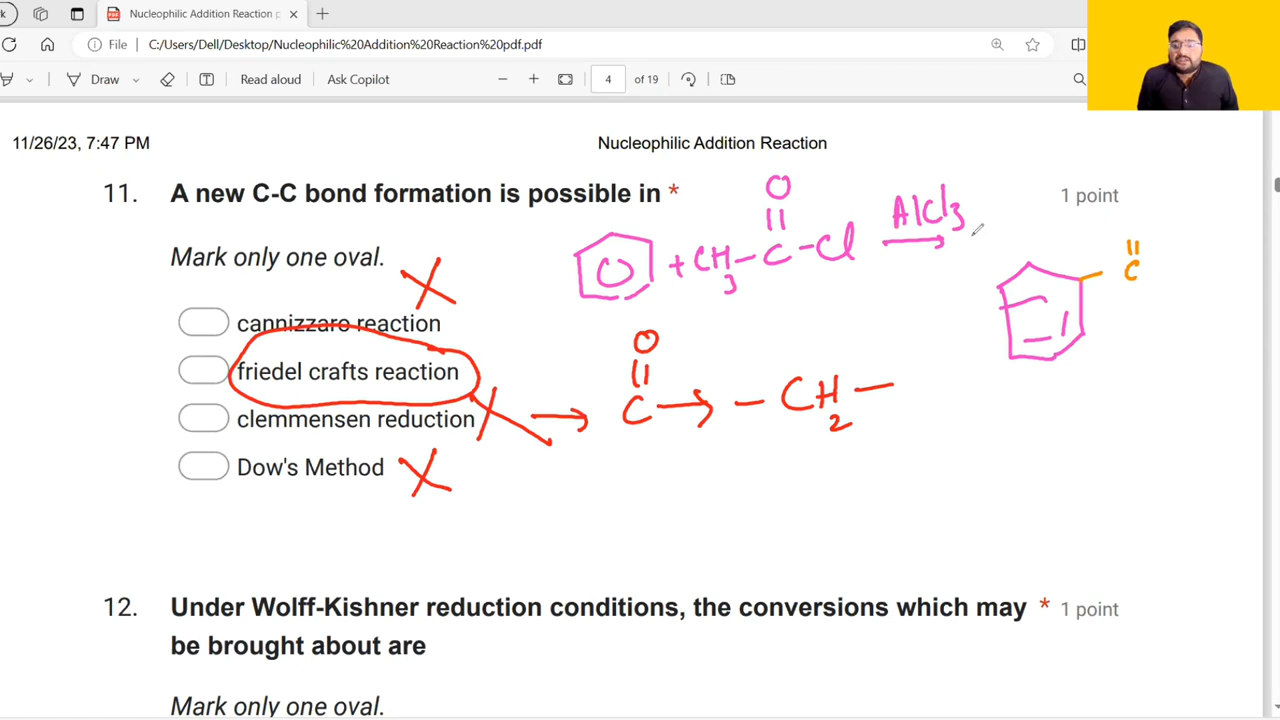 Nucleophilic Addition Reaction p
File C:/Users/Dell/Desktop/Nucleophilic%20Addition%20Reaction%20pdf.pdf
Draw Read aloud Ask Copilot 4 of 19
11/26/23, 7:47 PM Nucleophilic Addition Reaction
11. A new C-C bond formation is possible in * 1 point
Mark only one oval.
O
+ CH3 - C - Cl AlCl3
C
cannizzaro reaction
friedel crafts reaction
clemmensen reduction
Dow's Method
O
C → - CH2 -
12. Under Wolff-Kishner reduction conditions, the conversions which may * 1 point
be brought about are
Mark only one oval.